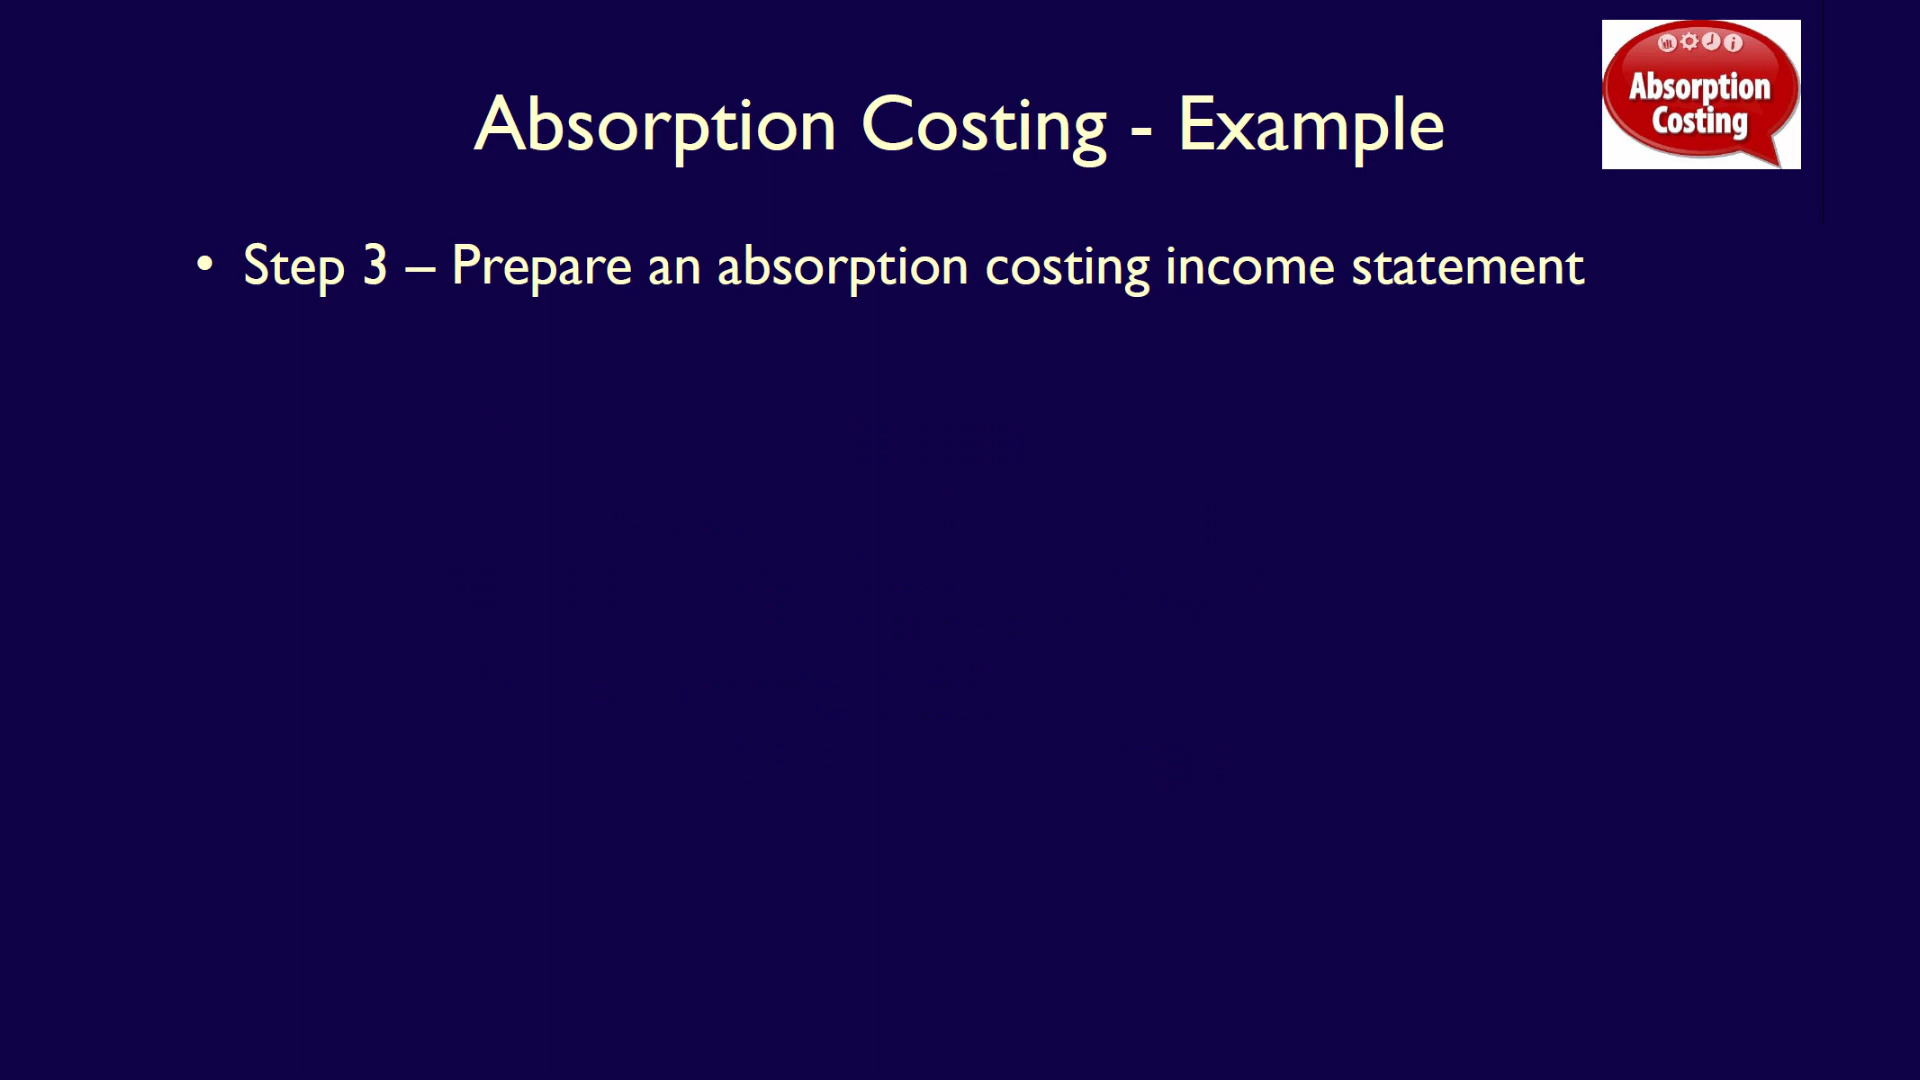 Absorption Costing - Example
Absorption
Costing
• Step 3 – Prepare an absorption costing income statement